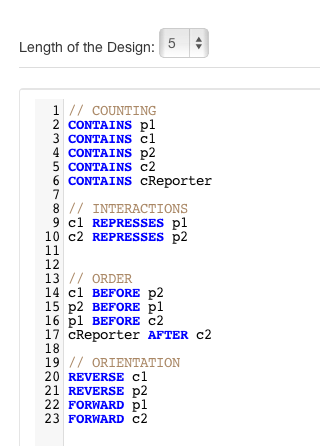 Length of the Design: 5
1 // COUNTING
2 CONTAINS p1
3 CONTAINS c1
4 CONTAINS p2
5 CONTAINS c2
6 CONTAINS cReporter
7
8 // INTERACTIONS
9 c1 REPRESSES p1
10 c2 REPRESSES p2
11
12
13 // ORDER
14 c1 BEFORE p2
15 p2 BEFORE p1
16 p1 BEFORE c2
17 cReporter AFTER c2
18
19 // ORIENTATION
20 REVERSE c1
21 REVERSE p2
22 FORWARD p1
23 FORWARD c2